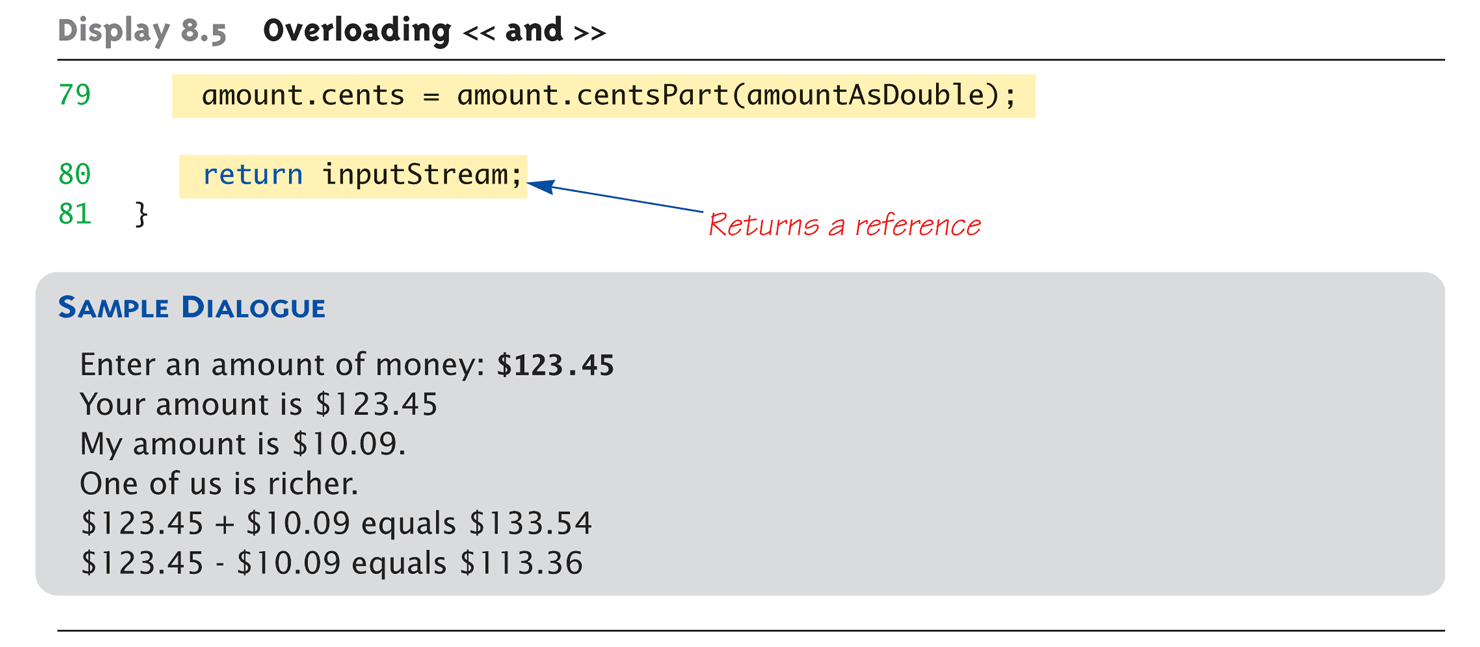 Display 8.5 Overloading << and >>
79 amount.cents = amount.centsPart(amountAsDouble);
80 return inputStream;
81 }
Returns a reference
SAMPLE DIALOGUE
Enter an amount of money: $123.45
Your amount is $123.45
My amount is $10.09.
One of us is richer.
$123.45 + $10.09 equals $133.54
$123.45 - $10.09 equals $113.36